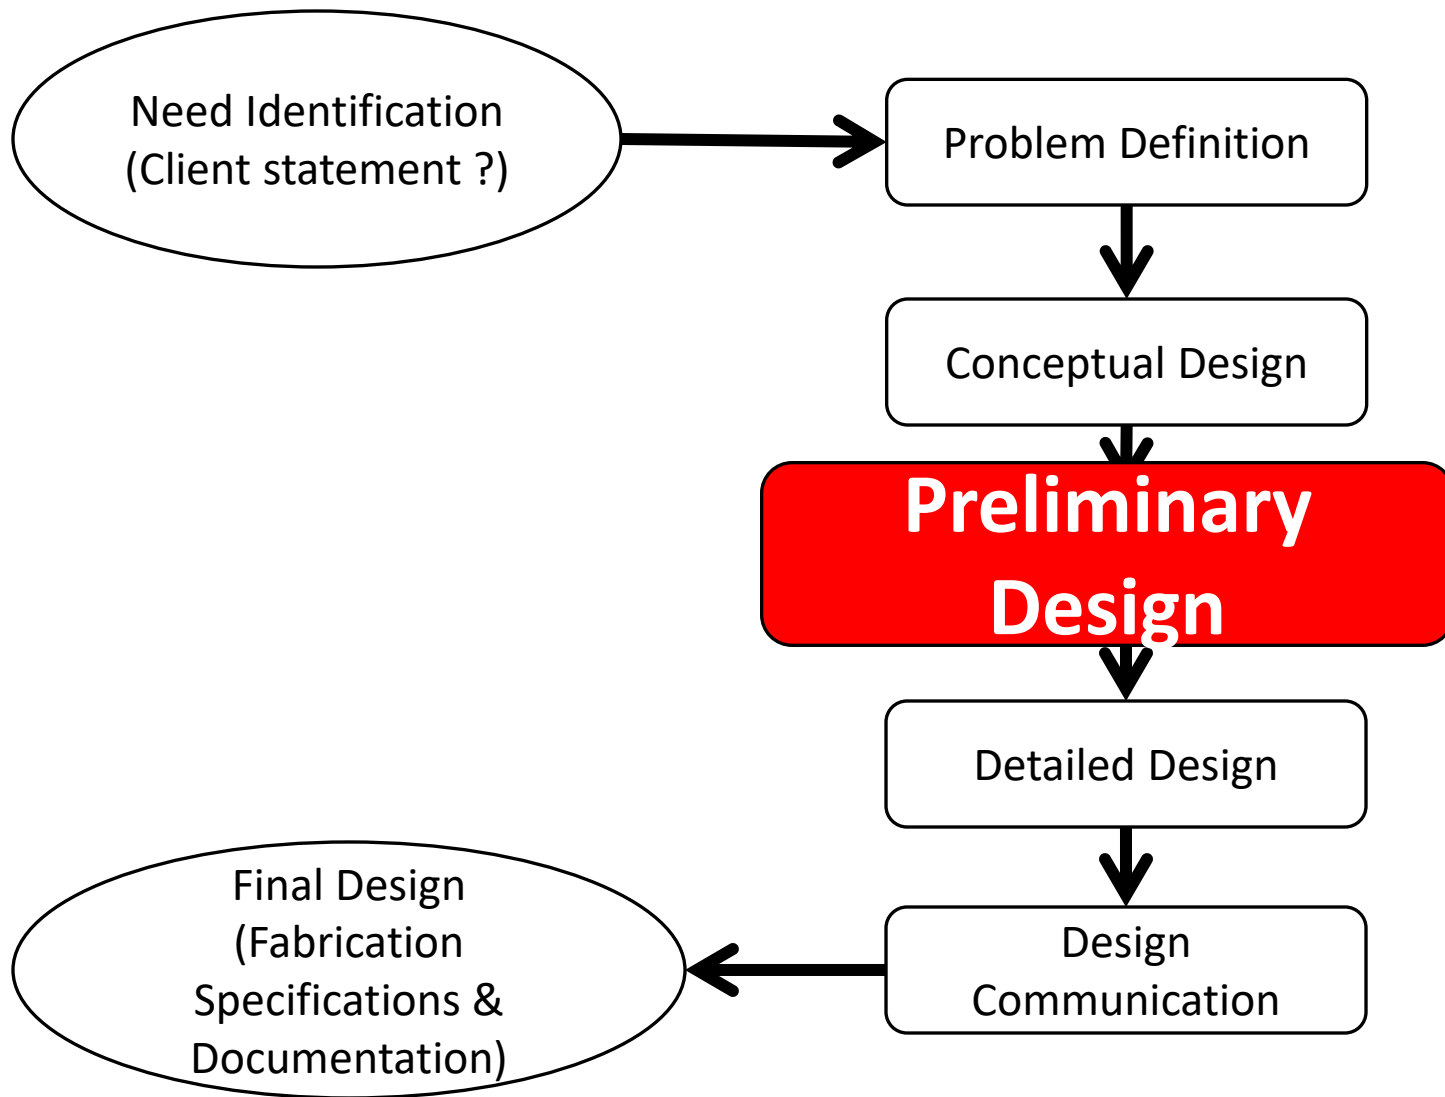 Need Identification
(Client statement ?)
Problem Definition
Conceptual Design
Preliminary
Design
Detailed Design
Design
Communication
Final Design
(Fabrication
Specifications &
Documentation)